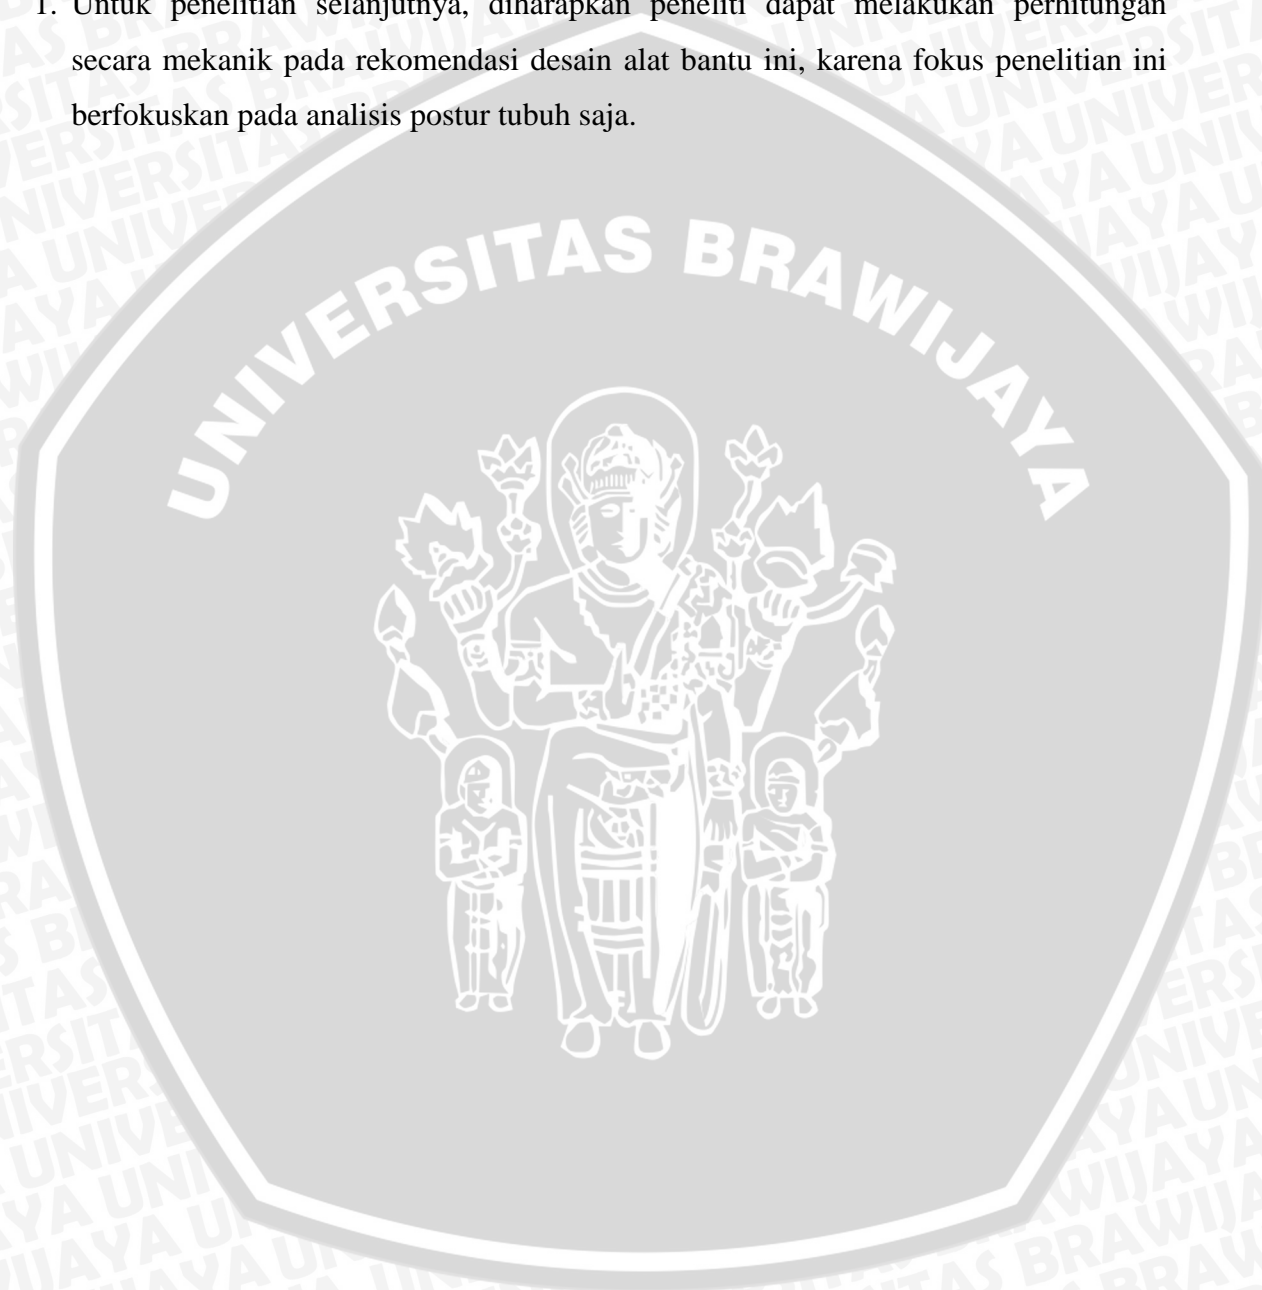 1. Untuk penelitian selanjutnya, diharapkan peneliti dapat melakukan perhitungan
secara mekanik pada rekomendasi desain alat bantu ini, karena fokus penelitian ini
berfokuskan pada analisis postur tubuh saja.
UNIVERSITAS BRAWIJAYA